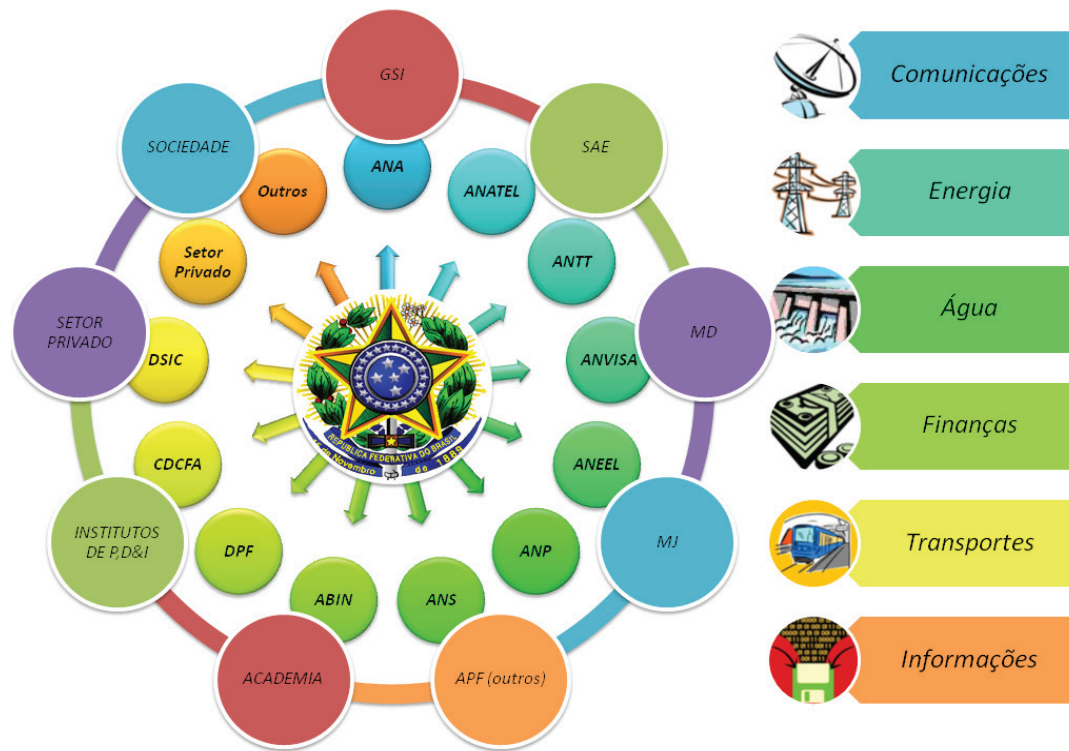 GSI
SAE
MD
MJ
APF (outros)
ACADEMIA
INSTITUTOS
DE P,D&I
SETOR
PRIVADO
SOCIEDADE
ANA
ANATEL
ANTT
ANVISA
ANEEL
ANP
ANS
ABIN
DPF
CDCFA
DSIC
Setor
Privado
Outros
REPÚBLICA FEDERATIVA DO BRASIL
15 de Novembro
de 1889
Comunicações
Energia
Água
Finanças
Transportes
Informações